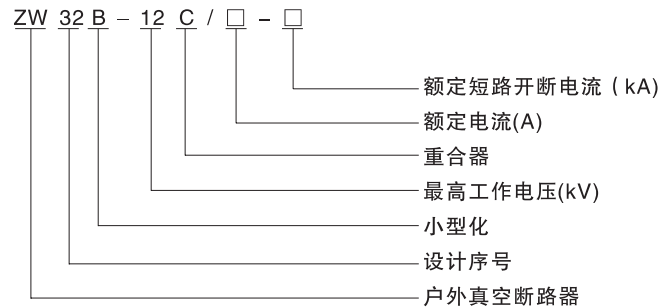 ZW 32 B - 12 C / □ - □
额定短路开断电流（kA)
额定电流(A)
重合器
最高工作电压(kV)
小型化
设计序号
户外真空断路器